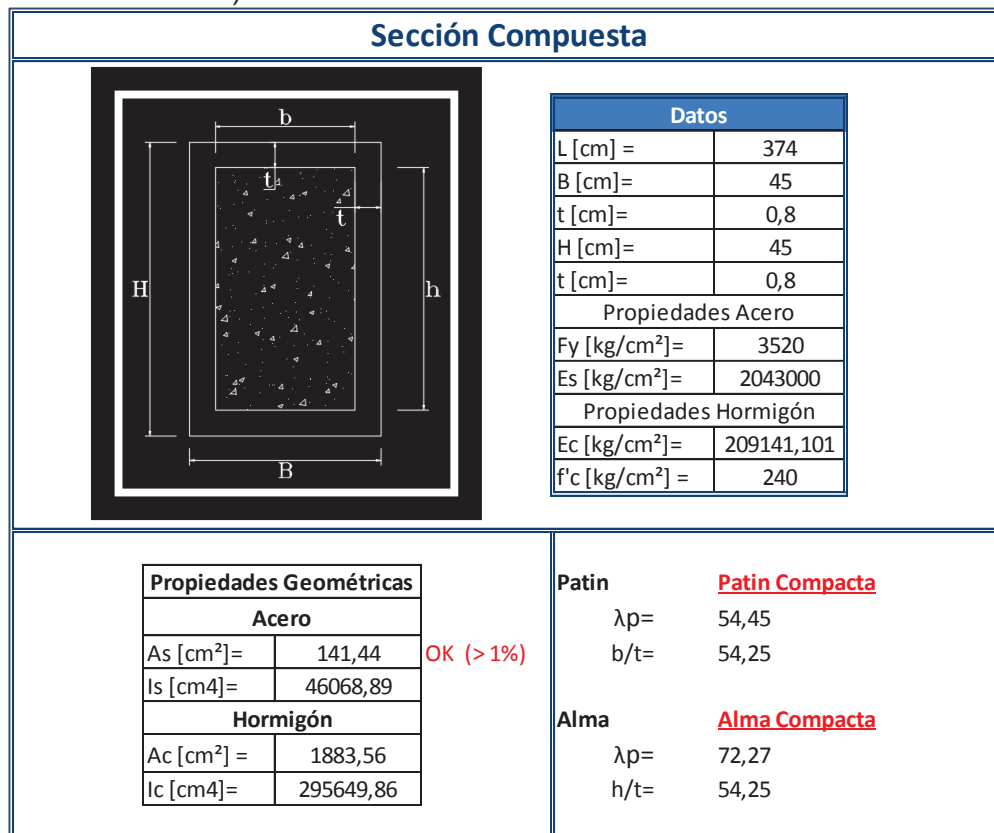 Sección Compuesta
b
t
t
H
h
B
Datos
L [cm] = 374
B [cm]= 45
t [cm]= 0,8
H [cm]= 45
t [cm]= 0,8
Propiedades Acero
Fy [kg/cm²]= 3520
Es [kg/cm²]= 2043000
Propiedades Hormigón
Ec [kg/cm²]= 209141,101
f'c [kg/cm²] = 240
Propiedades Geométricas
Acero
As [cm²]= 141,44 OK (> 1%)
Is [cm4]= 46068,89
Hormigón
Ac [cm²] = 1883,56
Ic [cm4]= 295649,86
Patin Patin Compacta
λp= 54,45
b/t= 54,25
Alma Alma Compacta
λp= 72,27
h/t= 54,25